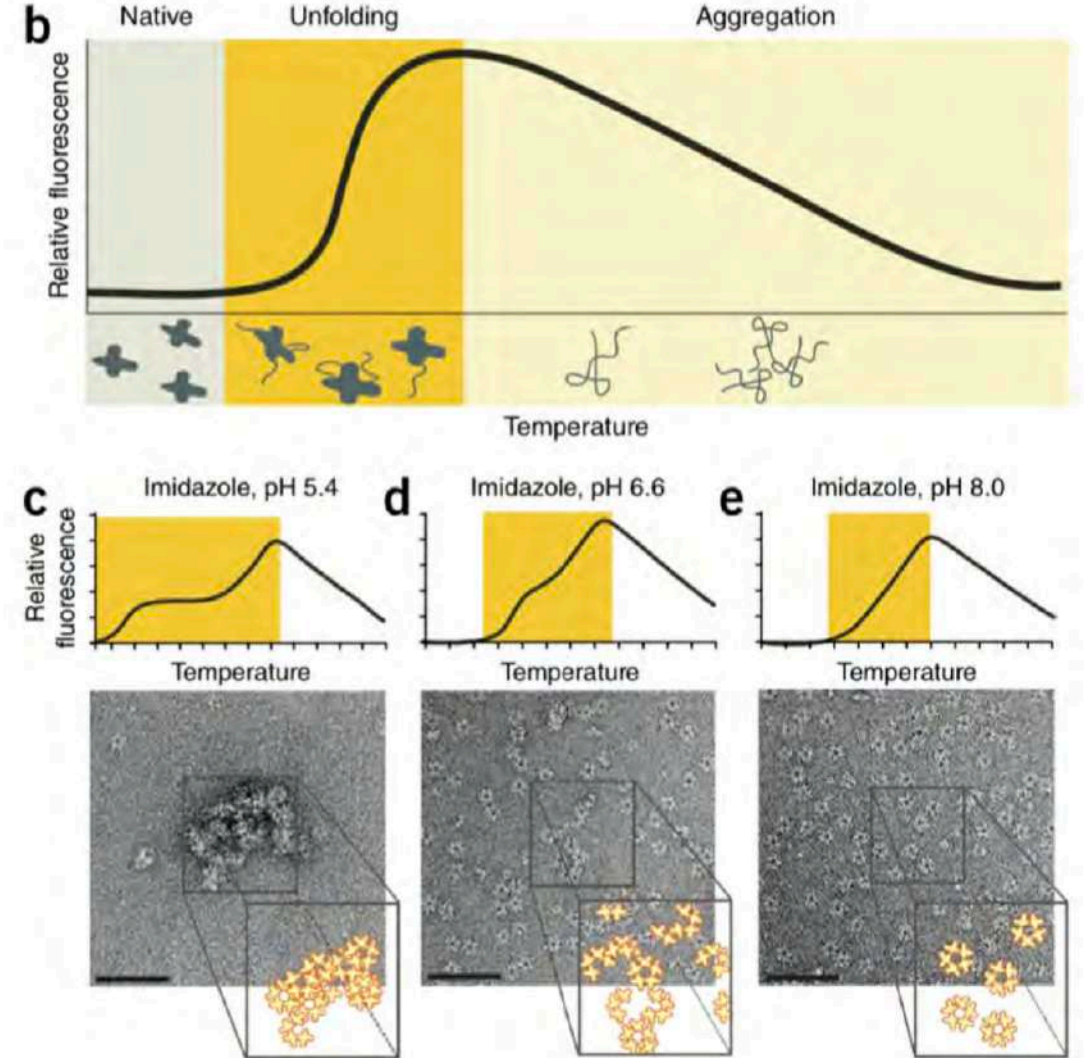 b
Native
Unfolding
Aggregation
Relative fluorescence
Temperature
c
Imidazole, pH 5.4
d
Imidazole, pH 6.6
e
Imidazole, pH 8.0
Relative
fluorescence
Temperature
Temperature
Temperature